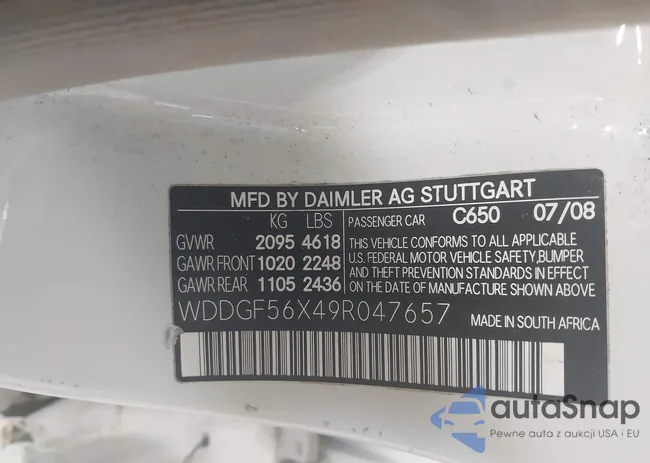 MFD BY DAIMLER AG STUTTGART
KG LBS PASSENGER CAR C650 07/08
GVWR 2095 4618
GAWR FRONT 1020 2248
GAWR REAR 1105 2436
THIS VEHICLE CONFORMS TO ALL APPLICABLE
U.S. FEDERAL MOTOR VEHICLE SAFETY, BUMPER
AND THEFT PREVENTION STANDARDS IN EFFECT
ON THE DATE OF MANUFACTURE SHOWN ABOVE.
WDDGF56X49R047657 MADE IN SOUTH AFRICA
autaSnap
Pewne auta z aukcji USA i EU